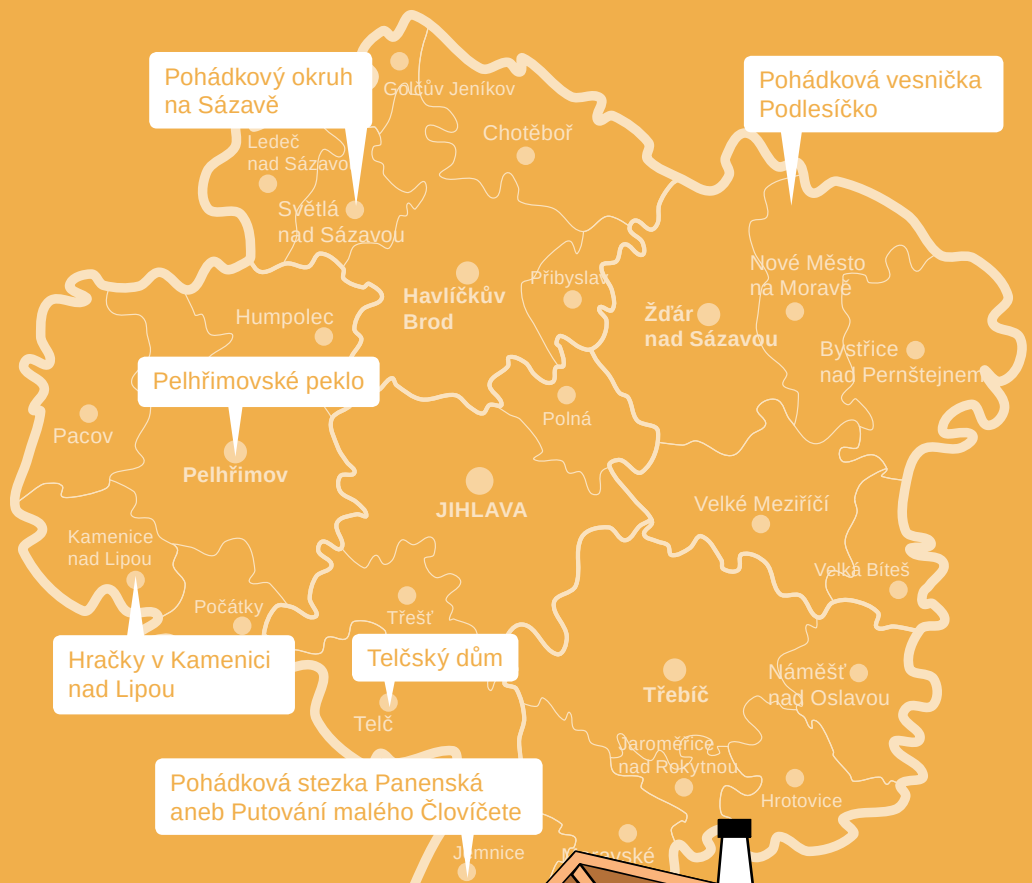 Pohádkový okruh
na Sázavě
Golčův Jeníkov
Pohádková vesnička
Podlesíčko
Chotěboř
Ledeč
nad Sázavou
Světlá
nad Sázavou
Přibyslav
Havlíčkův
Brod
Nové Město
na Moravě
Humpolec
Žďár
nad Sázavou
Bystřice
nad Pernštejnem
Pelhřimovské peklo
Pacov
Polná
Pelhřimov
JIHLAVA
Velké Meziříčí
Kamenice
nad Lipou
Velká Bíteš
Počátky
Třešť
Hračky v Kamenici
nad Lipou
Telčský dům
Telč
Třebíč
Náměšť
nad Oslavou
Jaroměřice
nad Rokytnou
Pohádková stezka Panenská
aneb Putování malého Človíčete
Hrotovice
Jemnice